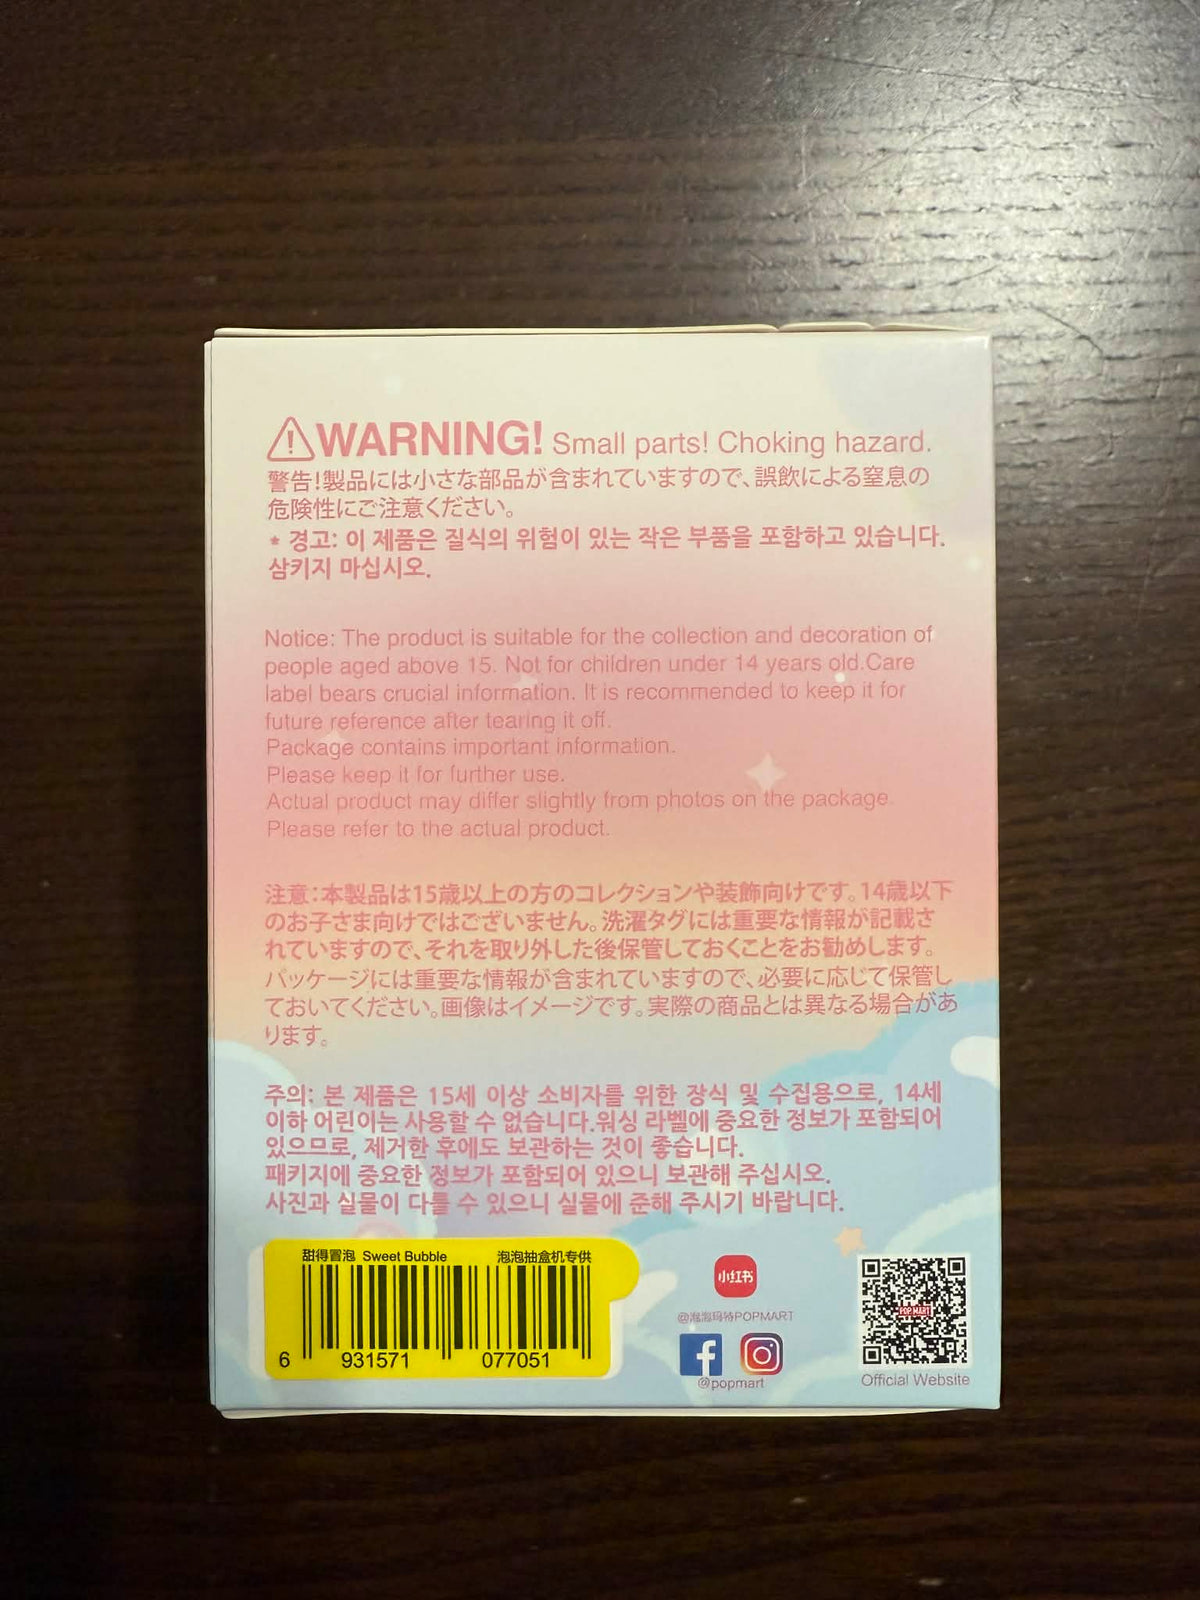 WARNING! Small parts! Choking hazard.
警告!製品には小さな部品が含まれていますので、誤飲による窒息の
危険性にご注意ください。
* 경고: 이 제품은 질식의 위험이 있는 작은 부품을 포함하고 있습니다.
삼키지 마십시오.
Notice: The product is suitable for the collection and decoration of
people aged above 15. Not for children under 14 years old.Care
label bears crucial information. It is recommended to keep it for
future reference after tearing it off.
Package contains important information.
Please keep it for further use.
Actual product may differ slightly from photos on the package.
Please refer to the actual product.
注意:本製品は15歳以上の方のコレクションや装飾向けです。14歳以下
のお子さま向けではございません。洗濯タグには重要な情報が記載さ
れていますので、それを取り外した後保管しておくことをお勧めします。
パッケージには重要な情報が含まれていますので、必要に応じて保管し
ておいてください。画像はイメージです。実際の商品とは異なる場合があ
ります。
주의: 본 제품은 15세 이상 소비자를 위한 장식 및 수집용으로, 14세
이하 어린이는 사용할 수 없습니다.워싱 라벨에 중요한 정보가 포함되어
있으므로, 제거한 후에도 보관하는 것이 좋습니다.
패키지에 중요한 정보가 포함되어 있으니 보관해 주십시오.
사진과 실물이 다를 수 있으니 실물에 준해 주시기 바랍니다.
甜得冒泡 Sweet Bubble 泡泡抽盒机专供
6 931571 077051
小红书
@泡泡玛特POPMART
@popmart
POP MART
Official Website